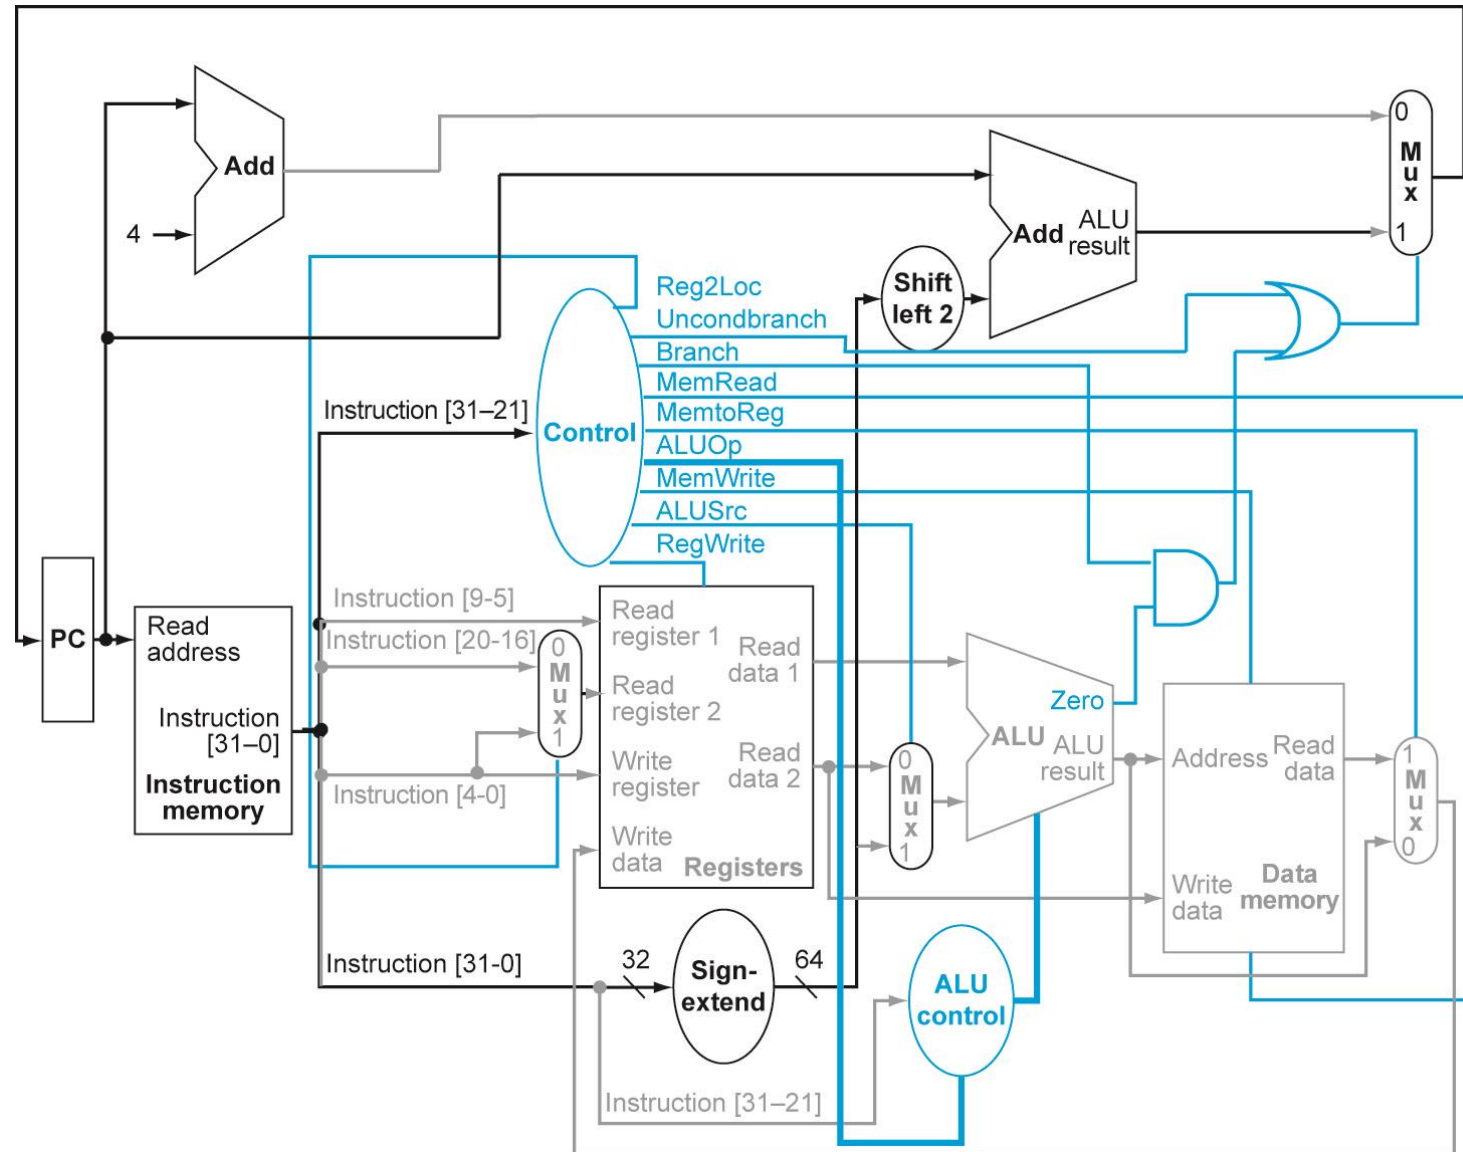 0
Mux
1
Add
4
Add
ALU
result
Shift
left 2
Reg2Loc
Uncondbranch
Branch
MemRead
MemtoReg
ALUOp
MemWrite
ALUSrc
RegWrite
Instruction [31–21]
Control
PC
Read
address
Instruction
[31–0]
Instruction
memory
Instruction [9-5]
Instruction [20-16]
Instruction [4-0]
0
Mux
1
Read
register 1
Read
register 2
Write
register
Write
data
Read
data 1
Read
data 2
Registers
0
Mux
1
Zero
ALU
ALU
result
Address
Read
data
Write
data
Data
memory
1
Mux
0
Instruction [31-0]
32
Sign-
extend
64
ALU
control
Instruction [31–21]